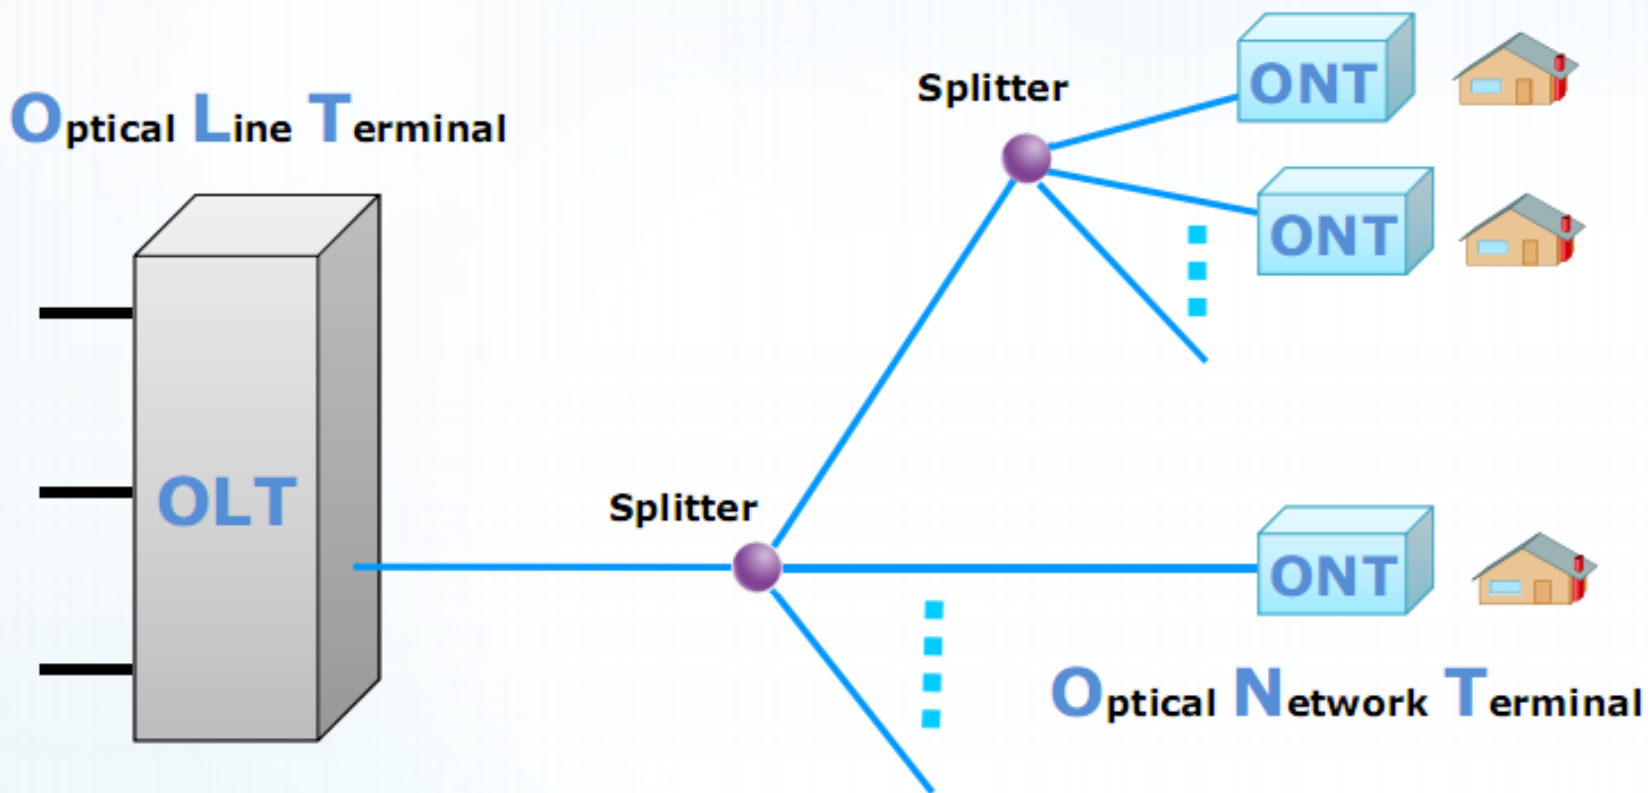 Splitter
ONT
Optical Line Terminal
ONT
OLT
Splitter
ONT
Optical Network Terminal